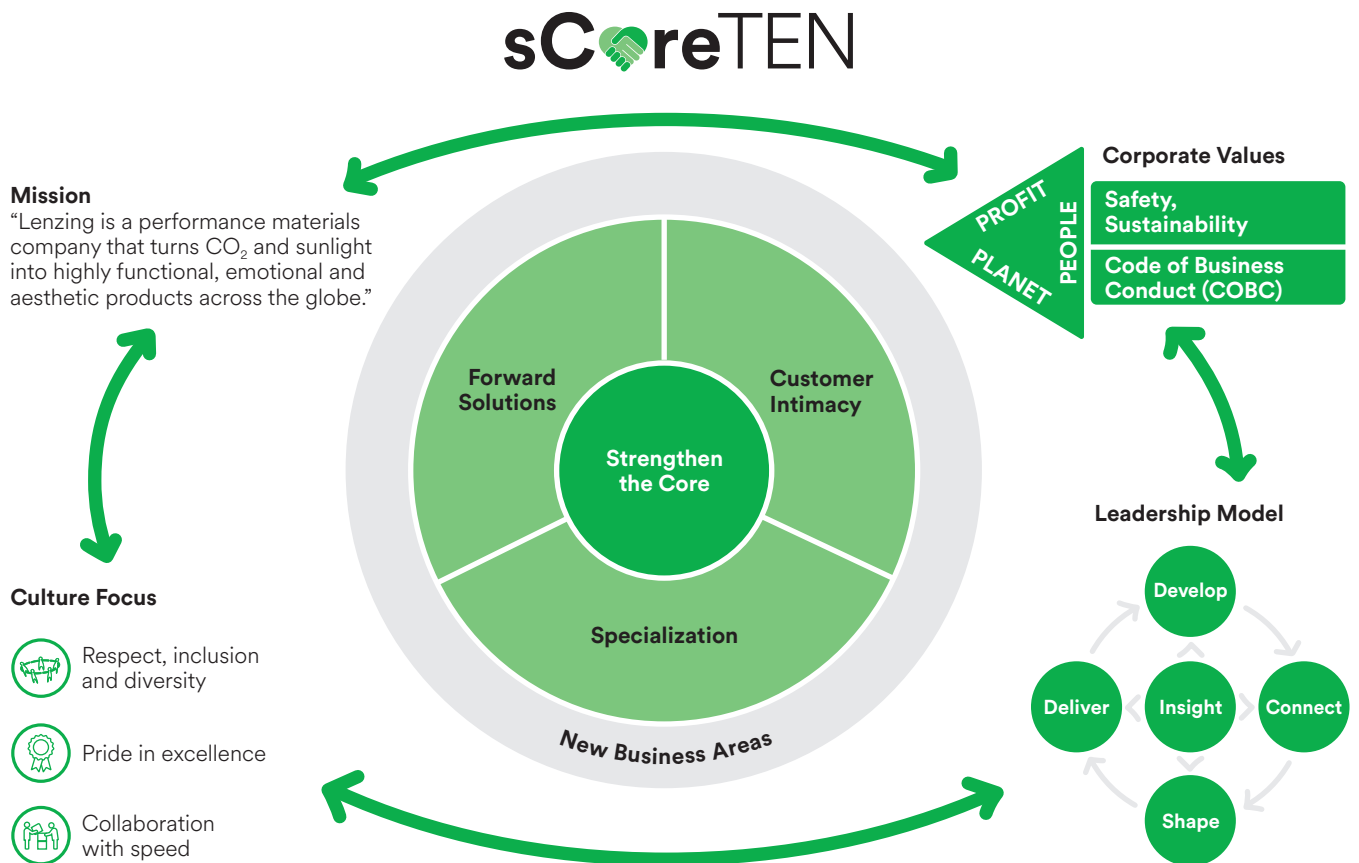 sCoreTEN
Mission
“Lenzing is a performance materials
company that turns CO₂ and sunlight
into highly functional, emotional and
aesthetic products across the globe.”
Corporate Values
PROFIT
PEOPLE
PLANET
Safety,
Sustainability
Code of Business
Conduct (COBC)
Forward
Solutions
Customer
Intimacy
Strengthen
the Core
Specialization
New Business Areas
Culture Focus
Respect, inclusion
and diversity
Pride in excellence
Collaboration
with speed
Leadership Model
Develop
Deliver
Insight
Connect
Shape